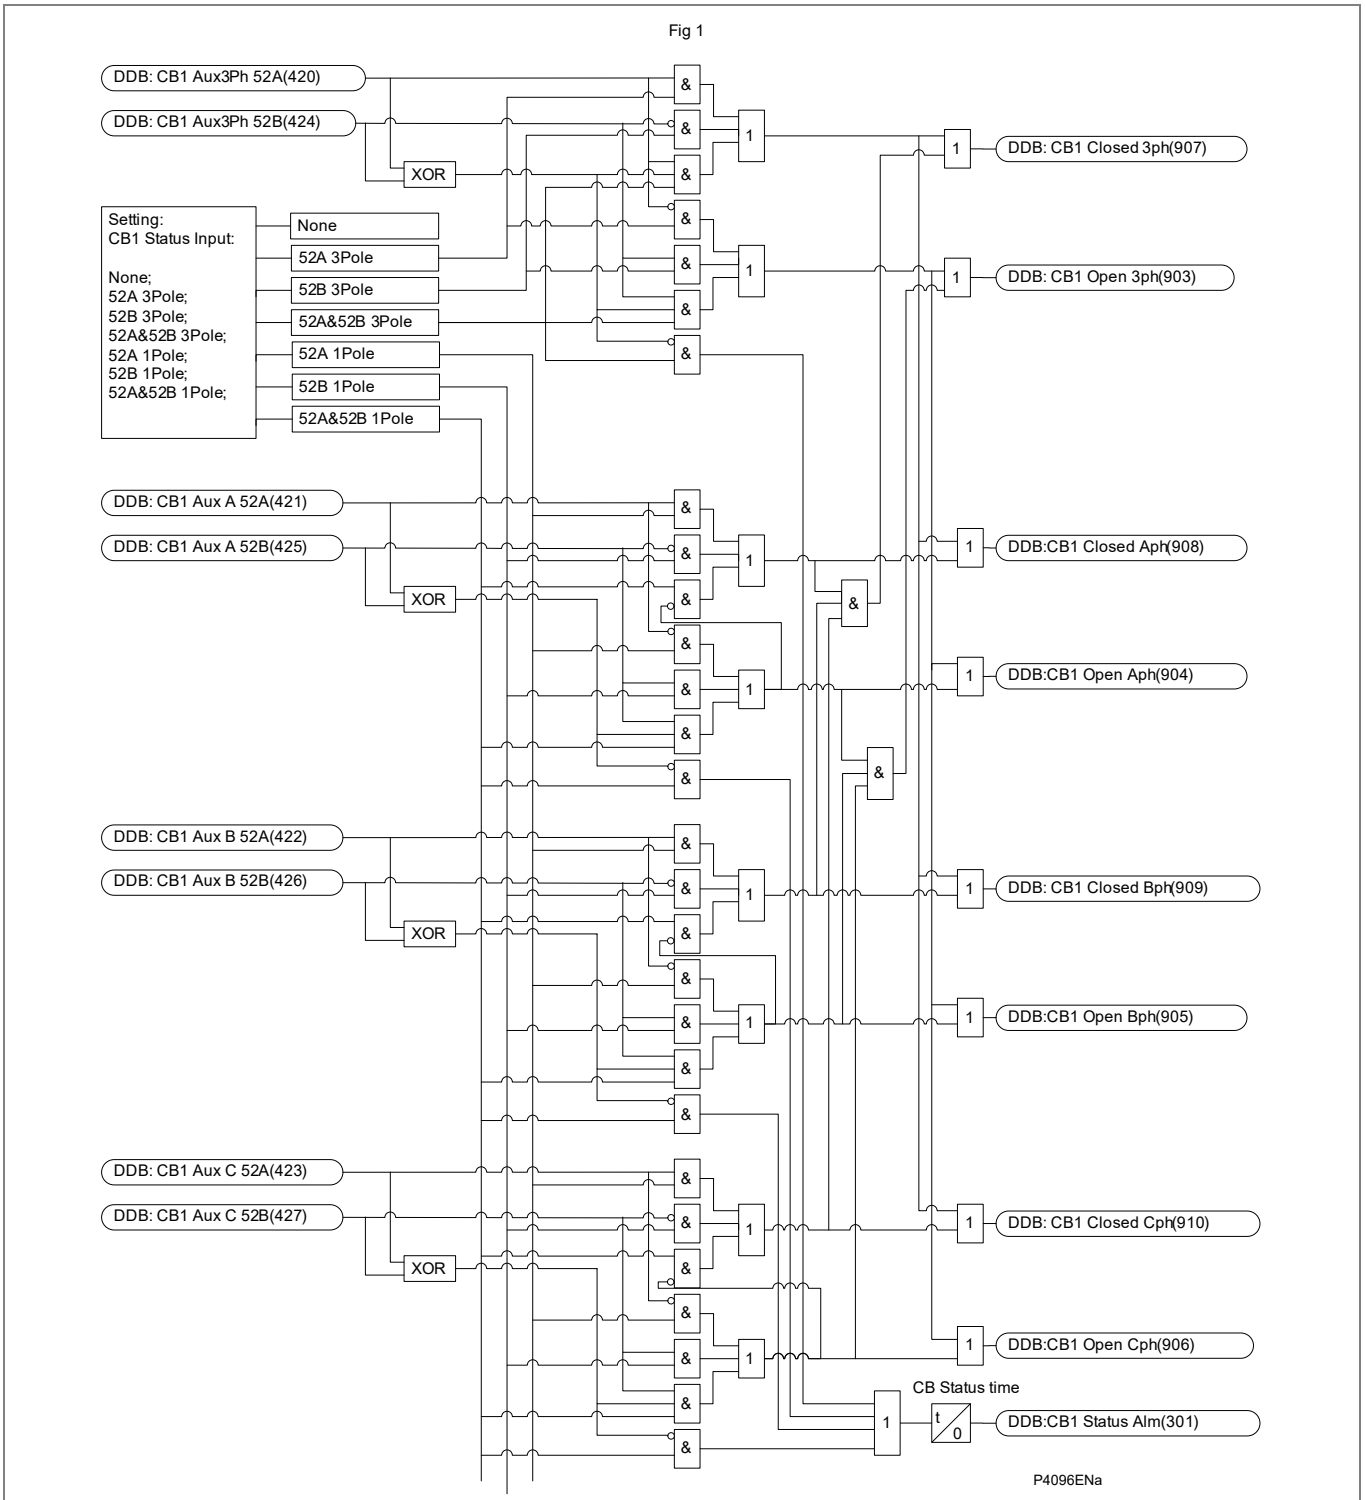 Fig 1
DDB: CB1 Aux3Ph 52A(420)
&
DDB: CB1 Aux3Ph 52B(424)
&
1
DDB: CB1 Closed 3ph(907)
1
XOR
&
Setting:
CB1 Status Input:
None;
52A 3Pole;
52B 3Pole;
52A&52B 3Pole;
52A 1Pole;
52B 1Pole;
52A&52B 1Pole;
None
52A 3Pole
52B 3Pole
52A&52B 3Pole
52A 1Pole
52B 1Pole
52A&52B 1Pole
&
&
1
1
DDB: CB1 Open 3ph(903)
&
&
DDB: CB1 Aux A 52A(421)
&
DDB: CB1 Aux A 52B(425)
&
1
1
DDB:CB1 Closed Aph(908)
XOR
&
&
&
&
1
1
DDB:CB1 Open Aph(904)
&
&
&
DDB: CB1 Aux B 52A(422)
&
DDB: CB1 Aux B 52B(426)
&
1
1
DDB: CB1 Closed Bph(909)
XOR
&
&
&
1
1
DDB:CB1 Open Bph(905)
&
&
DDB: CB1 Aux C 52A(423)
&
DDB: CB1 Aux C 52B(427)
&
1
1
DDB: CB1 Closed Cph(910)
XOR
&
&
&
1
1
DDB:CB1 Open Cph(906)
&
CB Status time
1
t
0
DDB:CB1 Status Alm(301)
&
P4096ENa